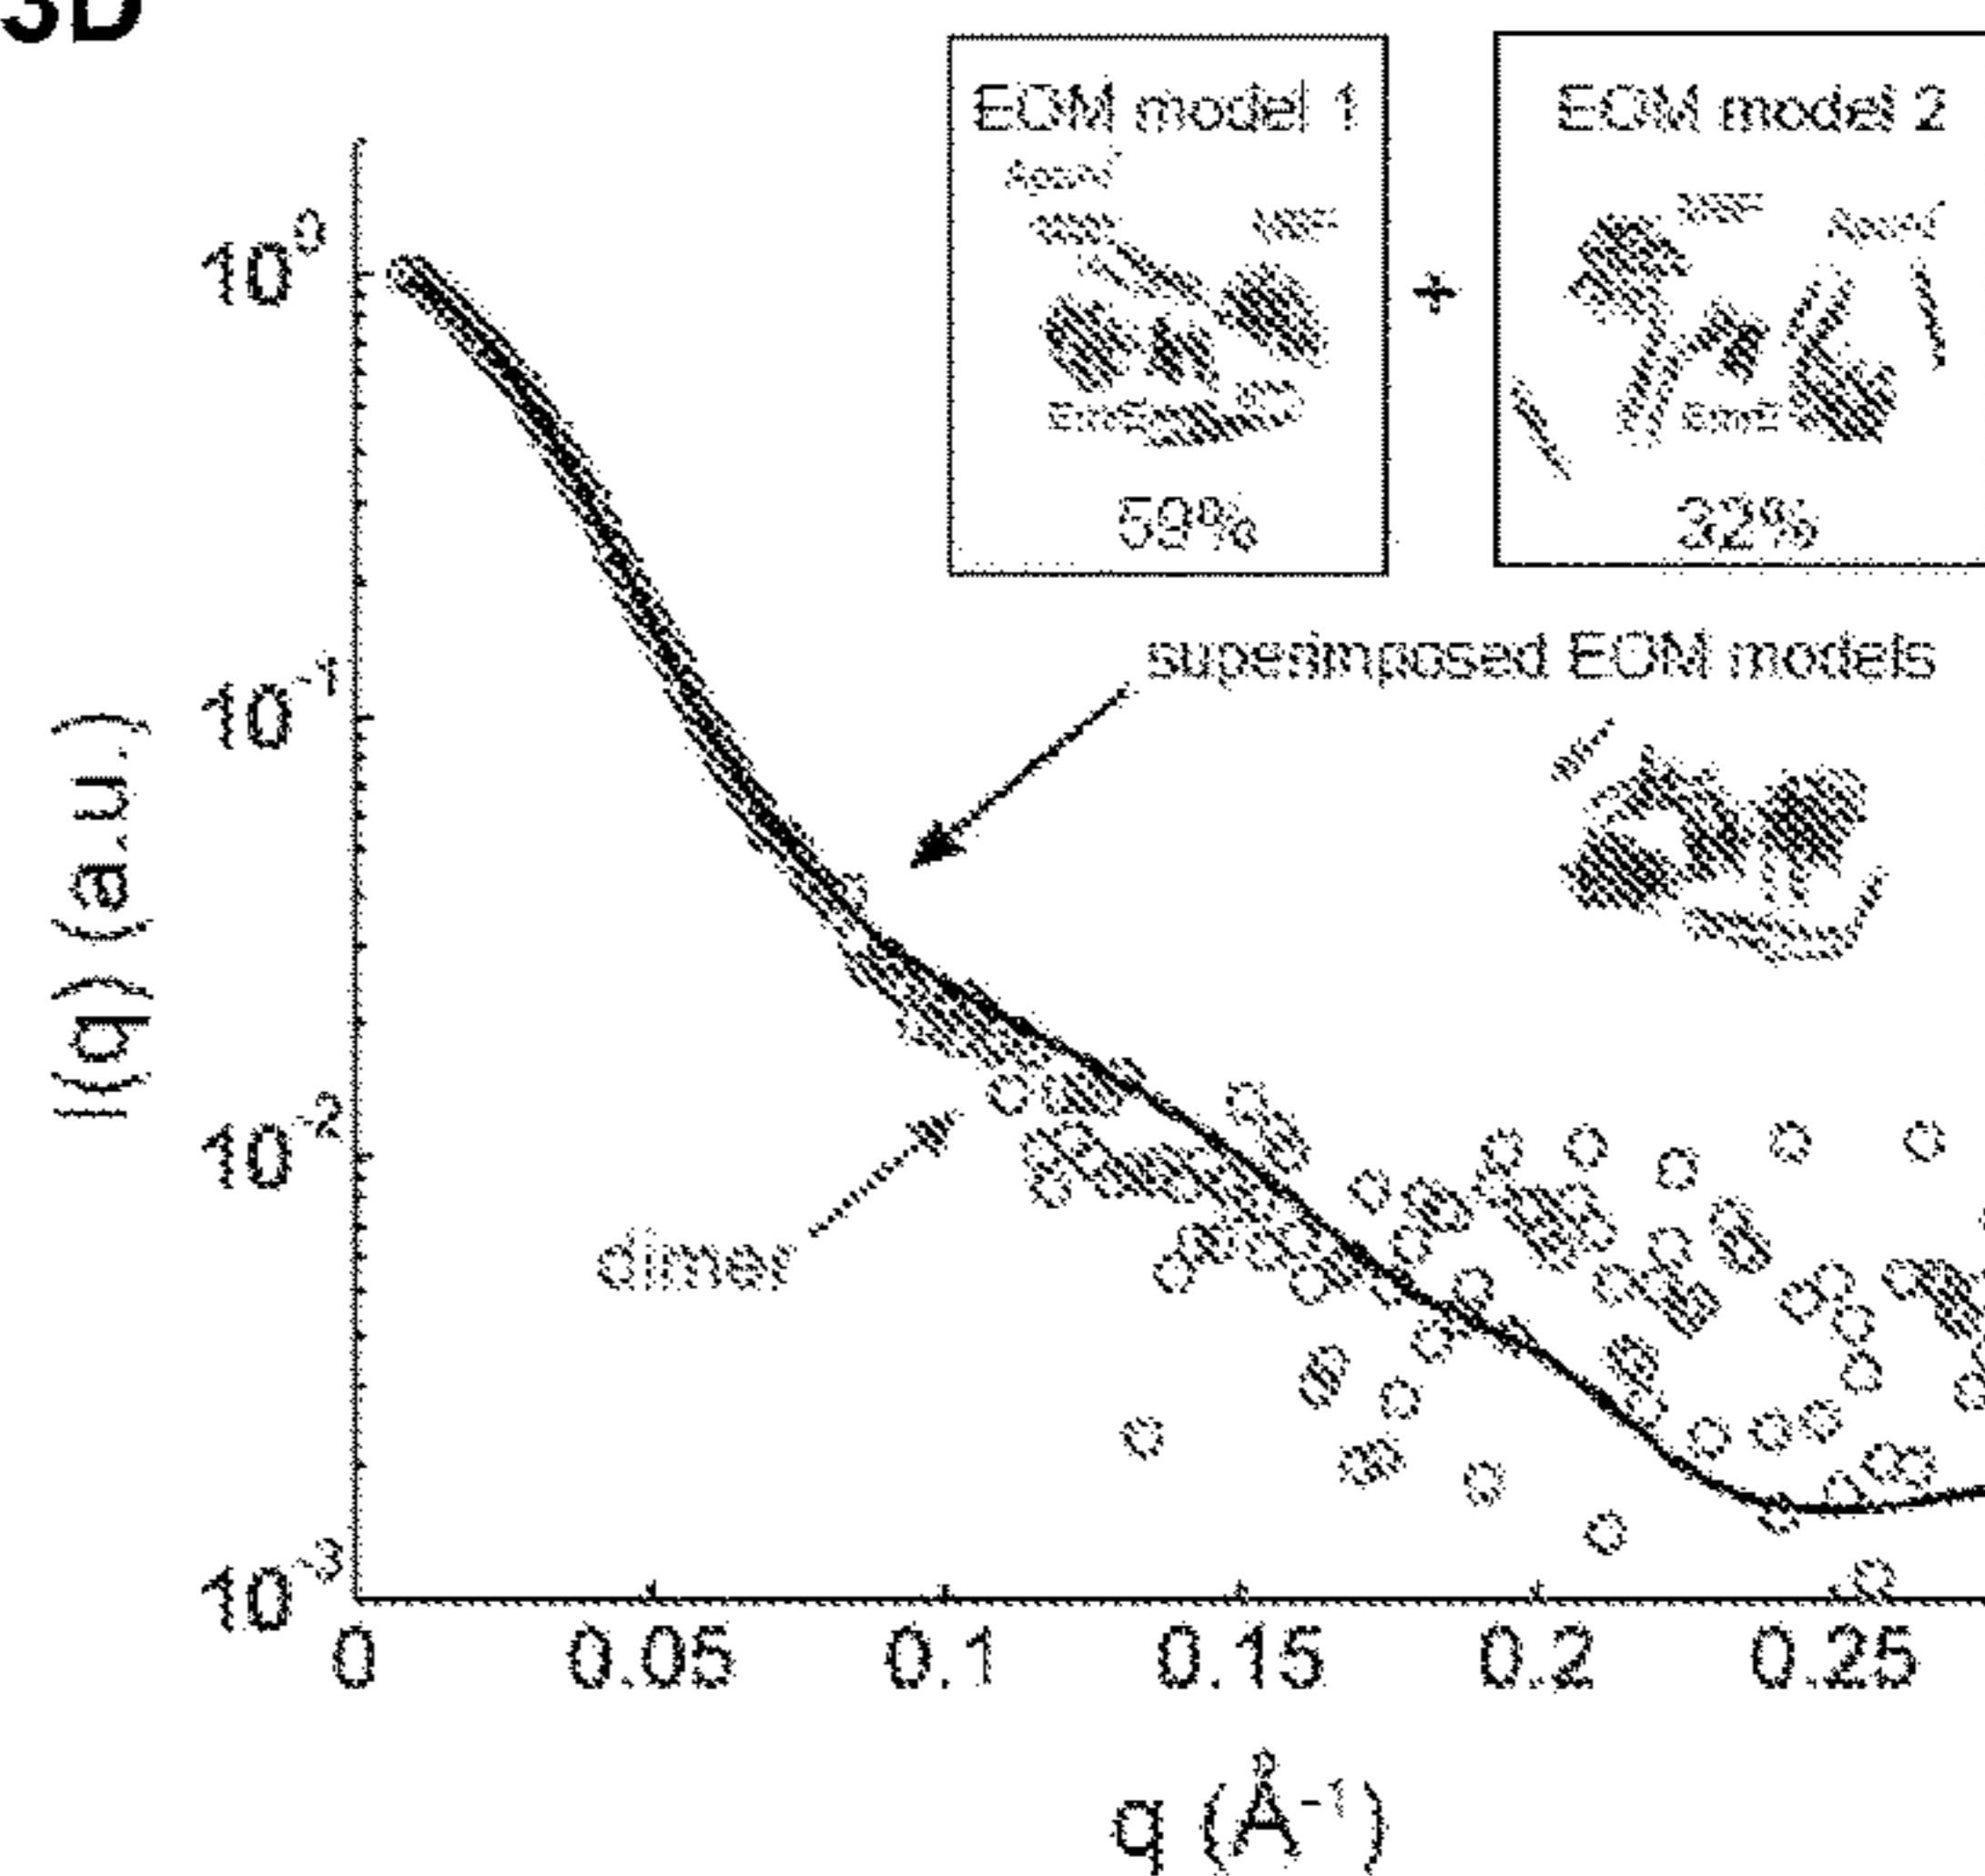 3D
EOM model 1
EOM model 2
+
59%
32%
superimposed EOM models
dimer
I(q) (a.u.)
10^0
10^-1
10^-2
10^-3
0 0.05 0.1 0.15 0.2 0.25
q (Å⁻¹)